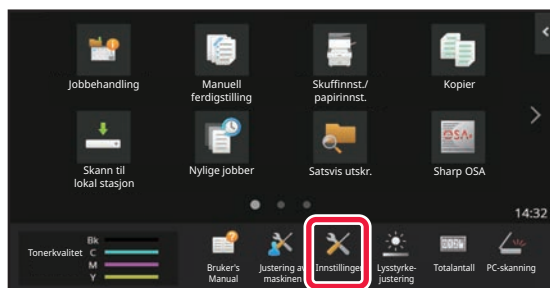 Jobbehandling
Manuell
ferdigstilling
Skuffinnst./
papirinnst.
Kopier
Skann til
lokal stasjon
Nylige jobber
Satsvis utskr.
OSA
Sharp OSA
14:32
Tonerkvalitet
Bk
C
M
Y
Bruker's
Manual
Justering av
maskinen
Innstillinger
Lysstyrke-
justering
Totalantall
PC-skanning